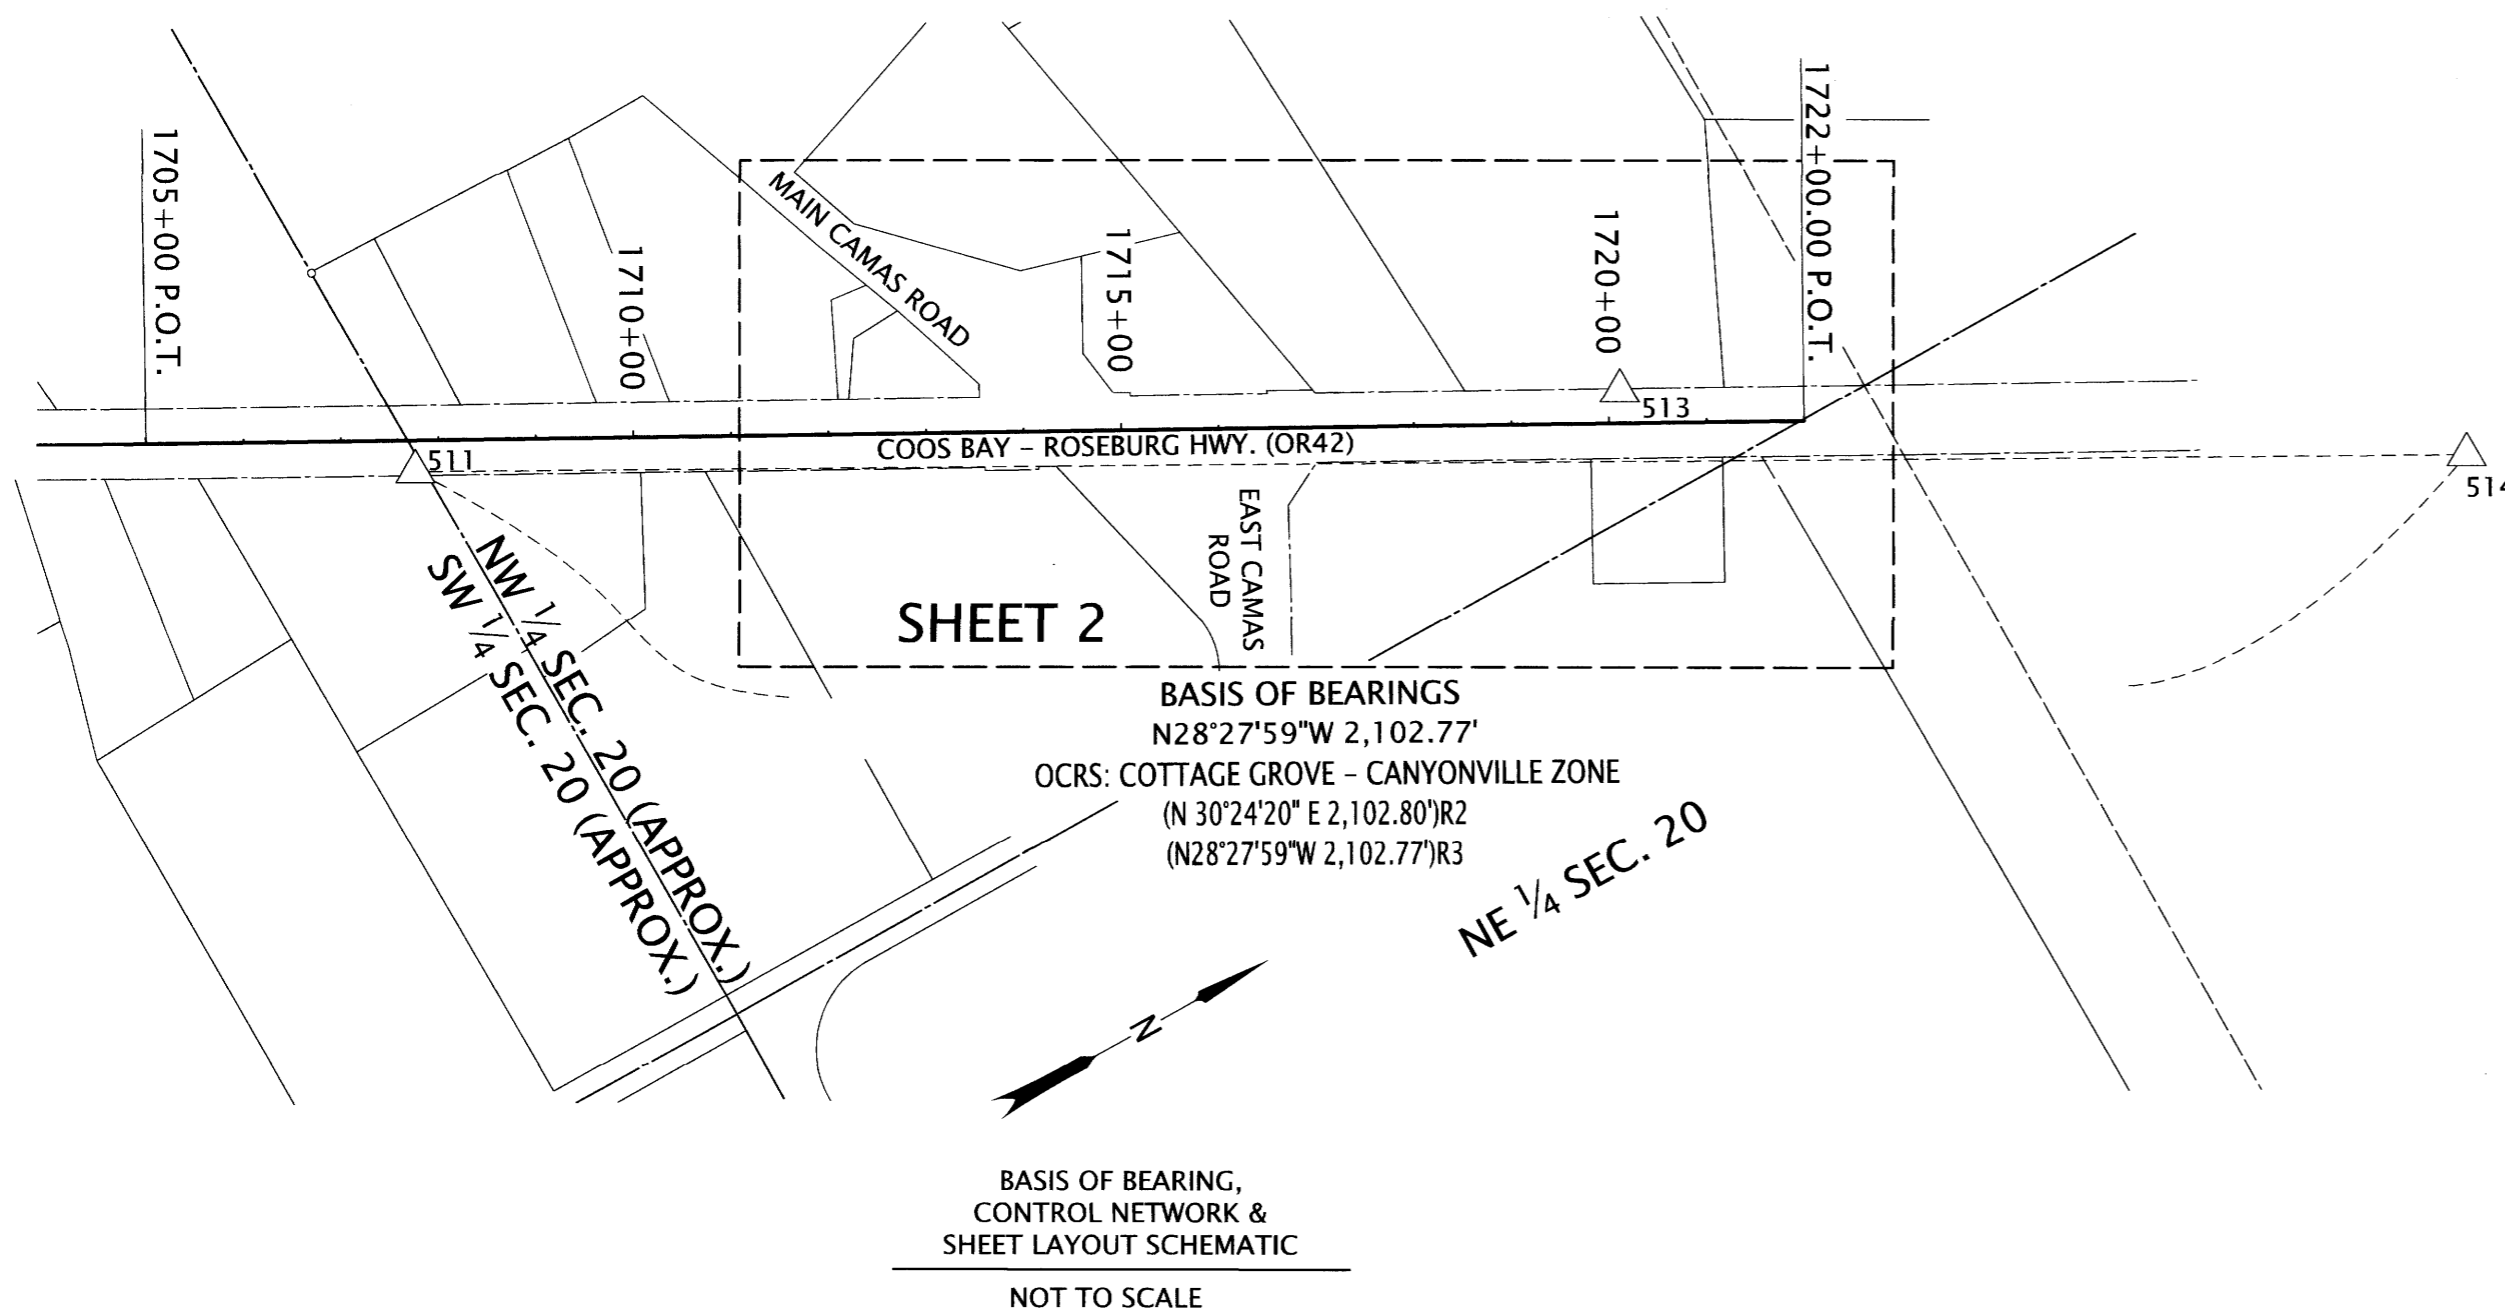 1705+00 P.O.T.
1710+00
MAIN CAMAS ROAD
1715+00
1720+00
1722+00.00 P.O.T.
513
511
COOS BAY – ROSEBURG HWY. (OR42)
514
EAST CAMAS
ROAD
NW 1/4 SEC. 20 (APPROX.)
SW 1/4 SEC. 20 (APPROX.)
SHEET 2
BASIS OF BEARINGS
N28°27'59"W 2,102.77'
OCRS: COTTAGE GROVE – CANYONVILLE ZONE
(N 30°24'20" E 2,102.80')R2
(N28°27'59"W 2,102.77')R3
NE 1/4 SEC. 20
N
BASIS OF BEARING,
CONTROL NETWORK &
SHEET LAYOUT SCHEMATIC
NOT TO SCALE